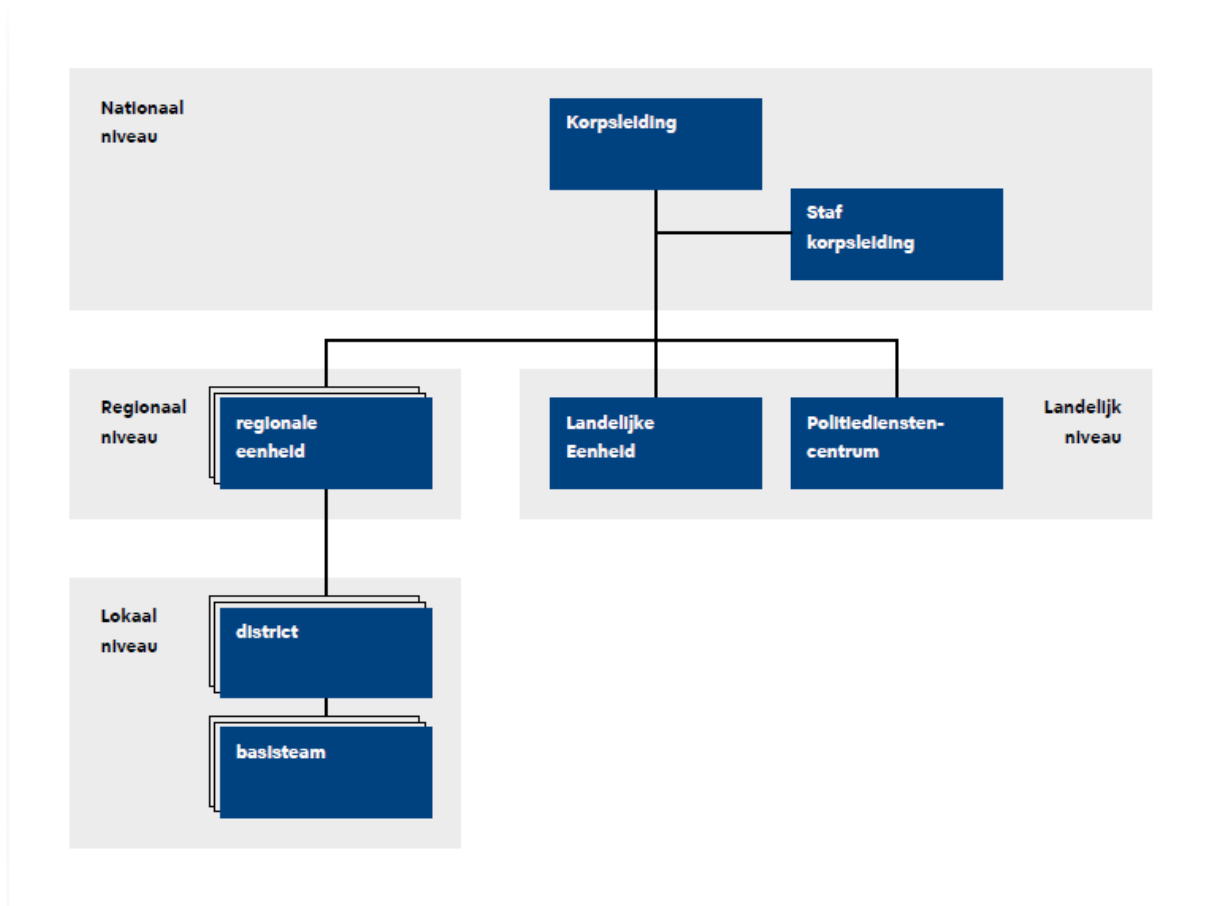 Nationaal
niveau
Korpsleiding
Staf
korpsleiding
Regionaal
niveau
regionale
eenheid
Landelijke
Eenheid
Politiediensten-
centrum
Landelijk
niveau
Lokaal
niveau
district
basisteam